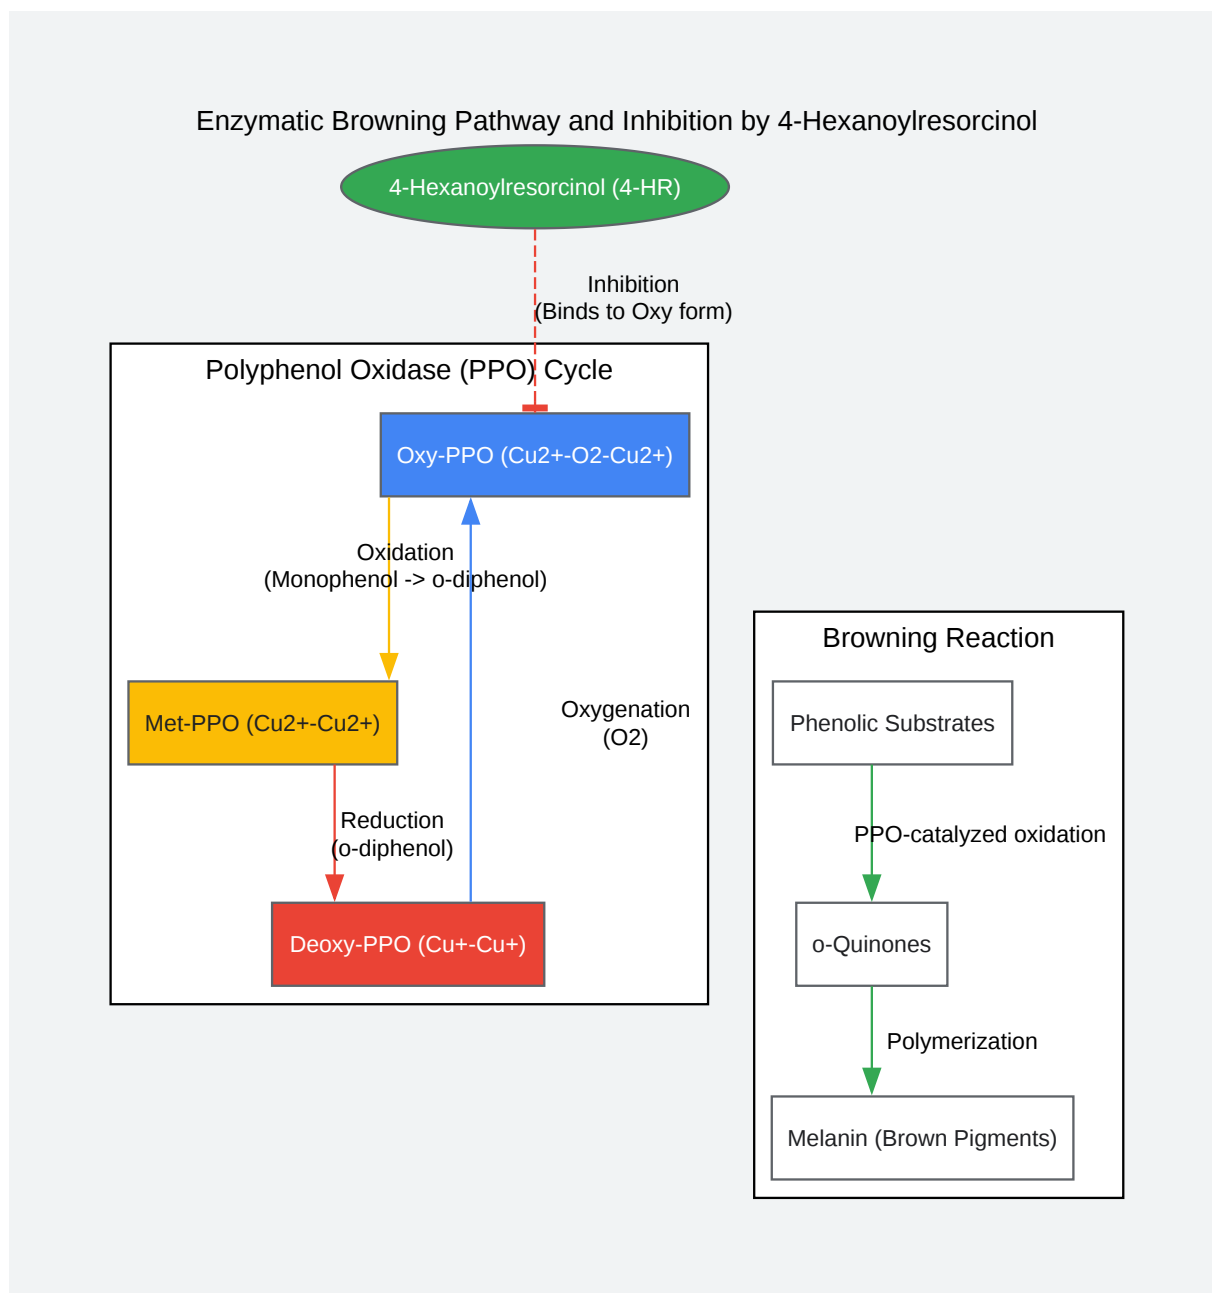 Enzymatic Browning Pathway and Inhibition by 4-Hexanoylresorcinol
4-Hexanoylresorcinol (4-HR)
Inhibition
(Binds to Oxy form)
Polyphenol Oxidase (PPO) Cycle
Oxy-PPO (Cu2+-O2-Cu2+)
Oxidation
(Monophenol -> o-diphenol)
Met-PPO (Cu2+-Cu2+)
Oxygenation
(O2)
Reduction
(o-diphenol)
Deoxy-PPO (Cu+-Cu+)
Browning Reaction
Phenolic Substrates
PPO-catalyzed oxidation
o-Quinones
Polymerization
Melanin (Brown Pigments)